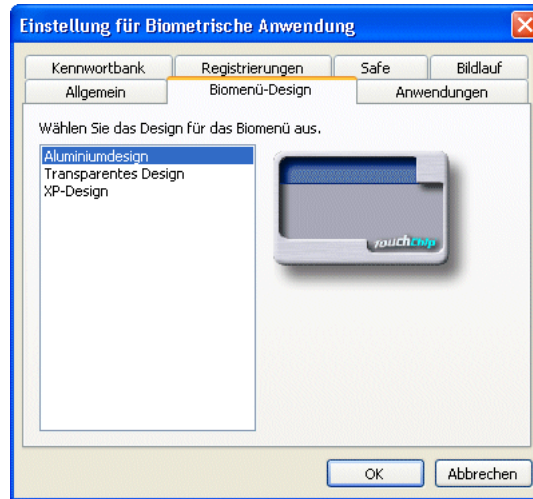 Einstellung für Biometrische Anwendung
Kennwortbank Registrierungen Safe Bildlauf
Allgemein Biomenü-Design Anwendungen
Wählen Sie das Design für das Biomenü aus.
Aluminiumdesign
Transparentes Design
XP-Design
TouchChip
OK Abbrechen